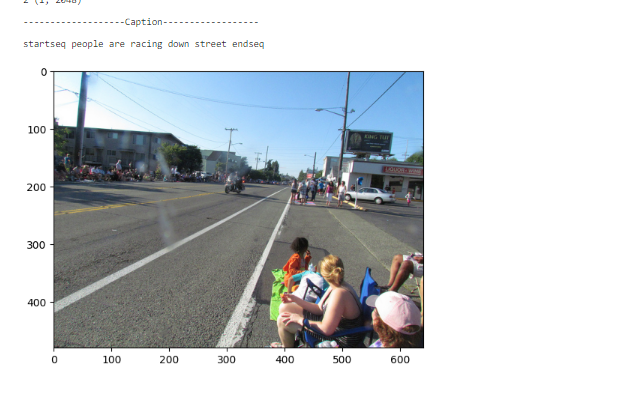 2 (1, 2048)
-------------------Caption------------------
startseq people are racing down street endseq
0
100
200
300
400
0 100 200 300 400 500 600